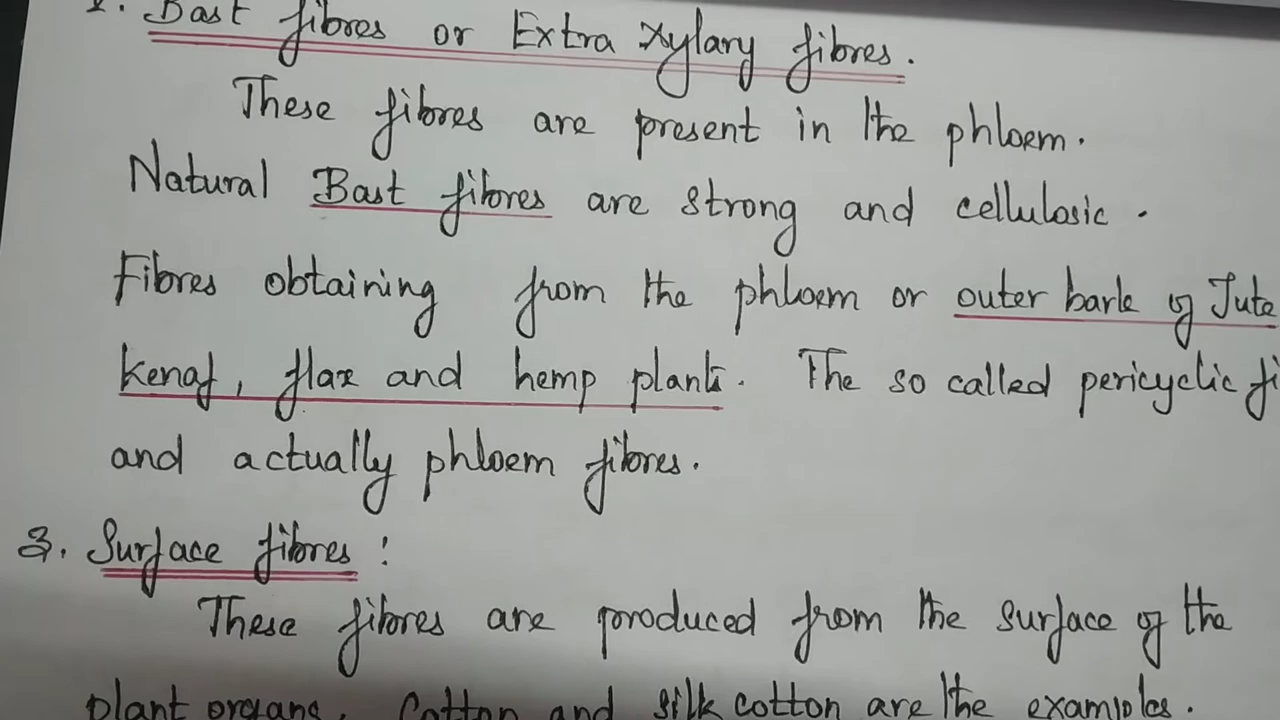 2. Bast fibres or Extra Xylary fibres.
These fibres are present in the phloem.
Natural Bast fibres are strong and cellulosic.
Fibres obtaining from the phloem or outer bark of Jute
kenaf, flax and hemp plants. The so called pericyclic fi
and actually phloem fibres.
3. Surface fibres:
These fibres are produced from the surface of the
plant organs. Cotton and silk cotton are the examples.